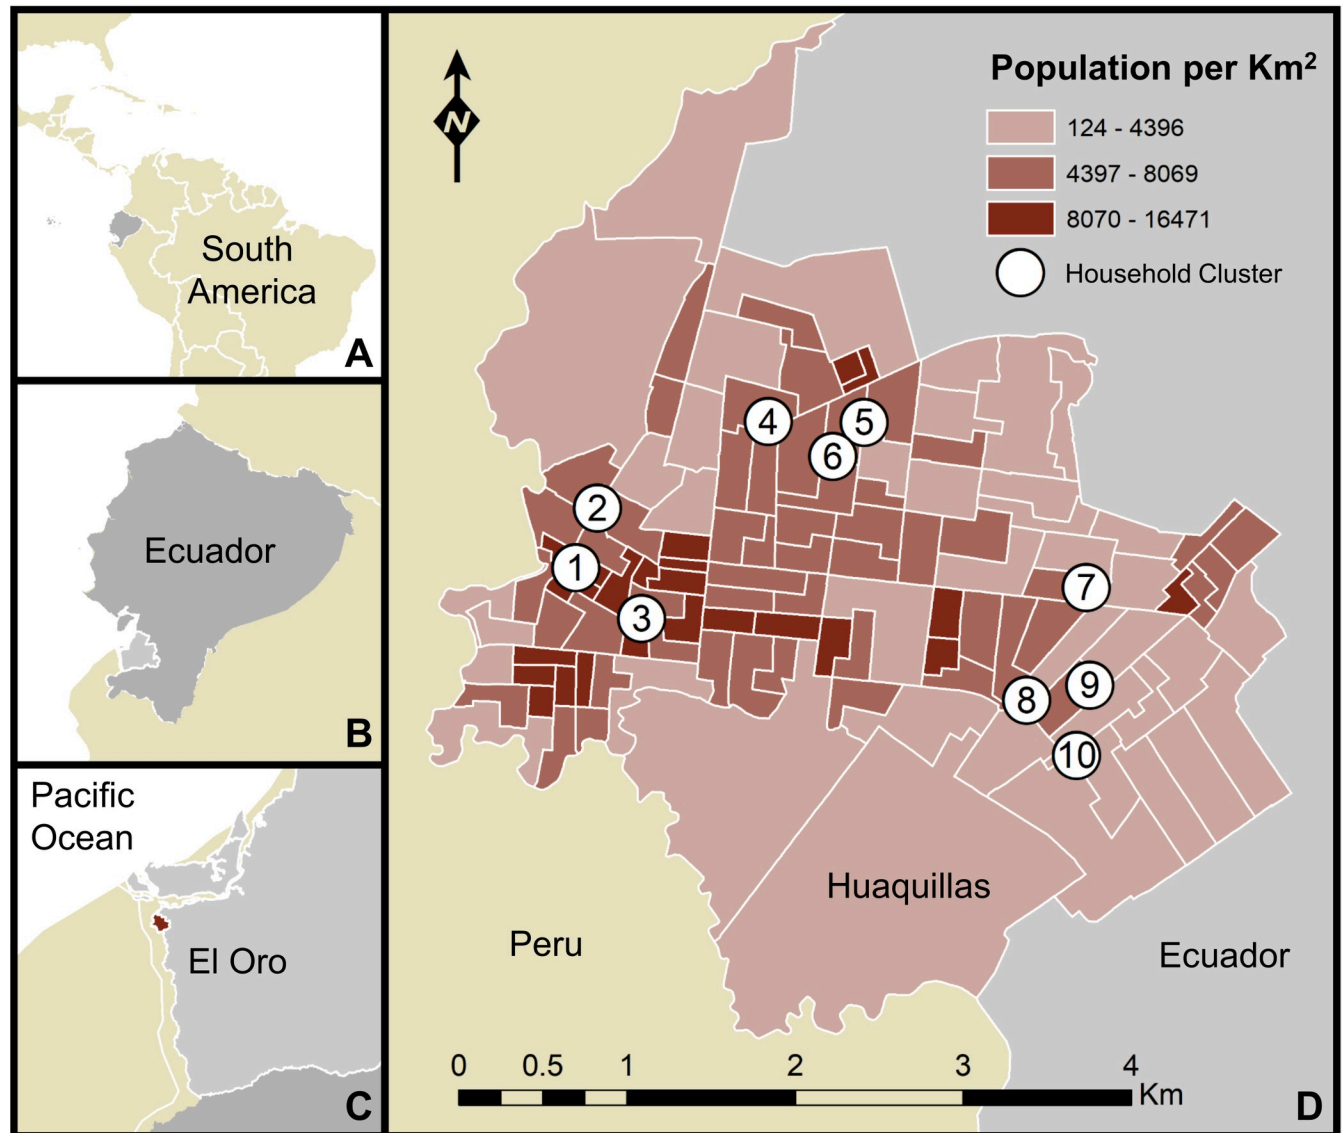 South
America
A
Ecuador
B
Pacific
Ocean
El Oro
C
N
Population per Km²
124 - 4396
4397 - 8069
8070 - 16471
Household Cluster
4
5
6
2
1
3
7
8
9
10
Huaquillas
Peru
Ecuador
0 0.5 1 2 3 4
Km
D